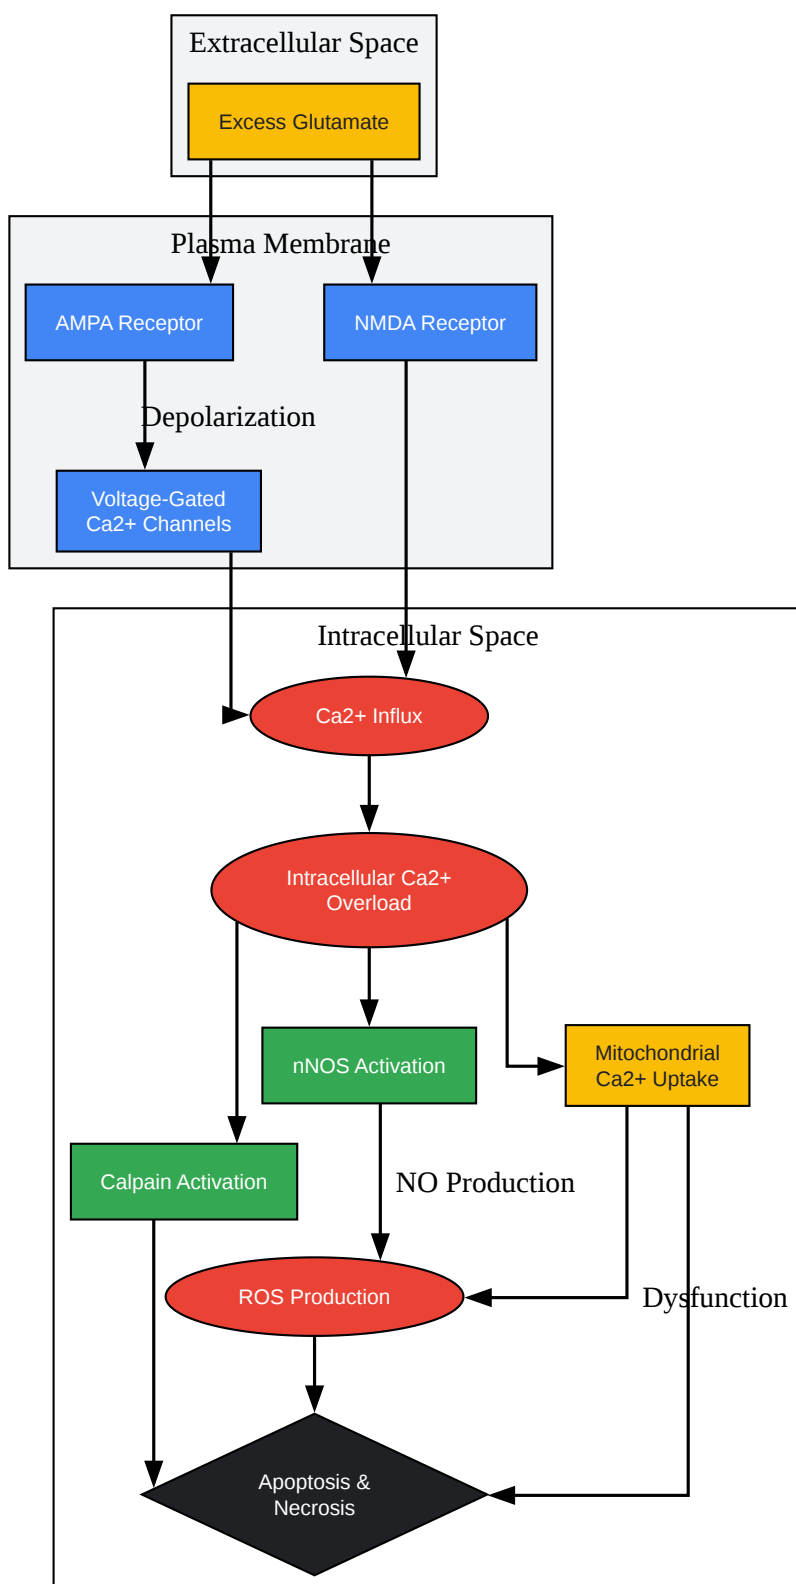 Extracellular Space
Excess Glutamate
Plasma Membrane
AMPA Receptor
NMDA Receptor
Depolarization
Voltage-Gated
Ca2+ Channels
Intracellular Space
Ca2+ Influx
Intracellular Ca2+
Overload
nNOS Activation
Mitochondrial
Ca2+ Uptake
Calpain Activation
NO Production
ROS Production
Dysfunction
Apoptosis &
Necrosis